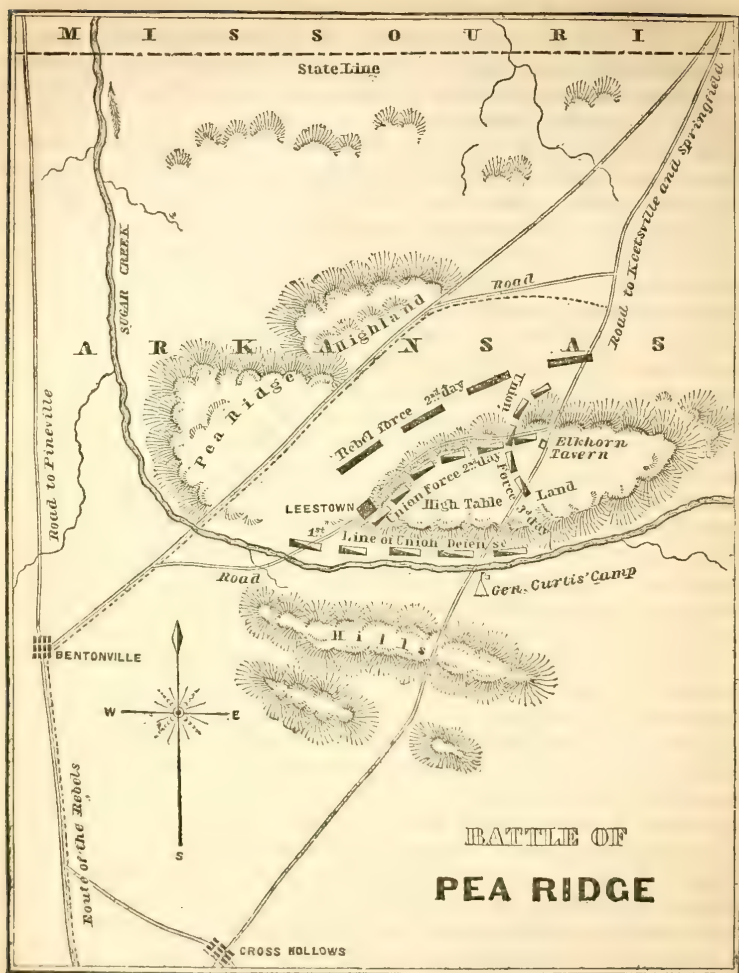 MISSOURI
State Line
SUGAR CREEK
Road to Keetsville and Springfield
Road
Highland
ARKANSAS
Pea Ridge
Road to Pineville
Rebel force 2nd day
Union
Elkhorn
Tavern
Union Force 2nd day
Force 3rd day
LEESTOWN
High Table Land
1st Line of Union Defense
Road
Gen. Curtis' Camp
Hills
BENTONVILLE
W E
S
Route of the Rebels
BATTLE OF
PEA RIDGE
CROSS HOLLOWS